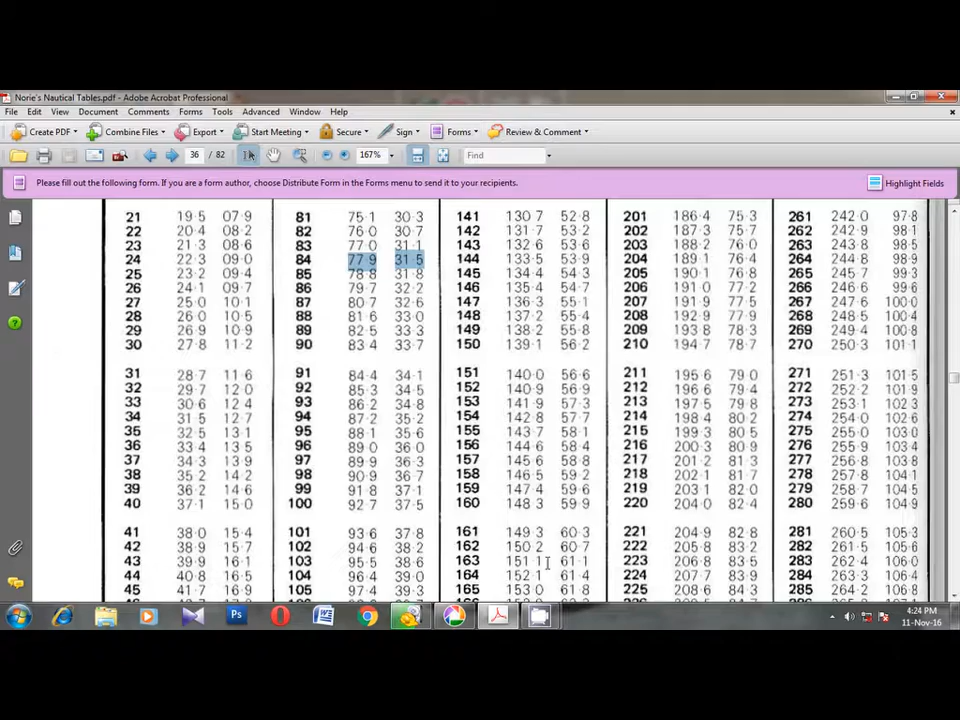 Norie's Nautical Tables.pdf - Adobe Acrobat Professional
File Edit View Document Comments Forms Tools Advanced Window Help
Create PDF Combine Files Export Start Meeting Secure Sign Forms Review & Comment
36 / 82 167% Find
Please fill out the following form. If you are a form author, choose Distribute Form in the Forms menu to send it to your recipients. Highlight Fields
21 19·5 07·9 81 75·1 30·3 141 130·7 52·8 201 186·4 75·3 261 242·0 97·8
22 20·4 08·2 82 76·0 30·7 142 131·7 53·2 202 187·3 75·7 262 242·9 98·1
23 21·3 08·6 83 77·0 31·1 143 132·6 53·6 203 188·2 76·0 263 243·8 98·5
24 22·3 09·0 84 77·9 31·5 144 133·5 53·9 204 189·1 76·4 264 244·8 98·9
25 23·2 09·4 85 78·8 31·8 145 134·4 54·3 205 190·1 76·8 265 245·7 99·3
26 24·1 09·7 86 79·7 32·2 146 135·4 54·7 206 191·0 77·2 266 246·6 99·6
27 25·0 10·1 87 80·7 32·6 147 136·3 55·1 207 191·9 77·5 267 247·6 100·0
28 26·0 10·5 88 81·6 33·0 148 137·2 55·4 208 192·9 77·9 268 248·5 100·4
29 26·9 10·9 89 82·5 33·3 149 138·2 55·8 209 193·8 78·3 269 249·4 100·8
30 27·8 11·2 90 83·4 33·7 150 139·1 56·2 210 194·7 78·7 270 250·3 101·1
31 28·7 11·6 91 84·4 34·1 151 140·0 56·6 211 195·6 79·0 271 251·3 101·5
32 29·7 12·0 92 85·3 34·5 152 140·9 56·9 212 196·6 79·4 272 252·2 101·9
33 30·6 12·4 93 86·2 34·8 153 141·9 57·3 213 197·5 79·8 273 253·1 102·3
34 31·5 12·7 94 87·2 35·2 154 142·8 57·7 214 198·4 80·2 274 254·0 102·6
35 32·5 13·1 95 88·1 35·6 155 143·7 58·1 215 199·3 80·5 275 255·0 103·0
36 33·4 13·5 96 89·0 36·0 156 144·6 58·4 216 200·3 80·9 276 255·9 103·4
37 34·3 13·9 97 89·9 36·3 157 145·6 58·8 217 201·2 81·3 277 256·8 103·8
38 35·2 14·2 98 90·9 36·7 158 146·5 59·2 218 202·1 81·7 278 257·8 104·1
39 36·2 14·6 99 91·8 37·1 159 147·4 59·6 219 203·1 82·0 279 258·7 104·5
40 37·1 15·0 100 92·7 37·5 160 148·3 59·9 220 204·0 82·4 280 259·6 104·9
41 38·0 15·4 101 93·6 37·8 161 149·3 60·3 221 204·9 82·8 281 260·5 105·3
42 38·9 15·7 102 94·6 38·2 162 150·2 60·7 222 205·8 83·2 282 261·5 105·6
43 39·9 16·1 103 95·5 38·6 163 151·1 61·1 223 206·8 83·5 283 262·4 106·0
44 40·8 16·5 104 96·4 39·0 164 152·1 61·4 224 207·7 83·9 284 263·3 106·4
45 41·7 16·9 105 97·4 39·3 165 153·0 61·8 225 208·6 84·3 285 264·2 106·8
4:24 PM
11-Nov-16